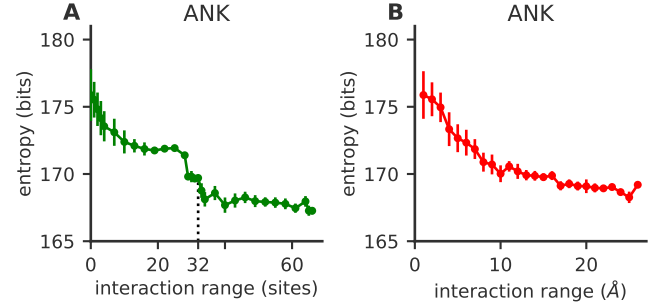 A
ANK
180
175
170
165
entropy (bits)
0
20
32
60
interaction range (sites)
B
ANK
180
175
170
165
entropy (bits)
0
10
20
interaction range (Å)